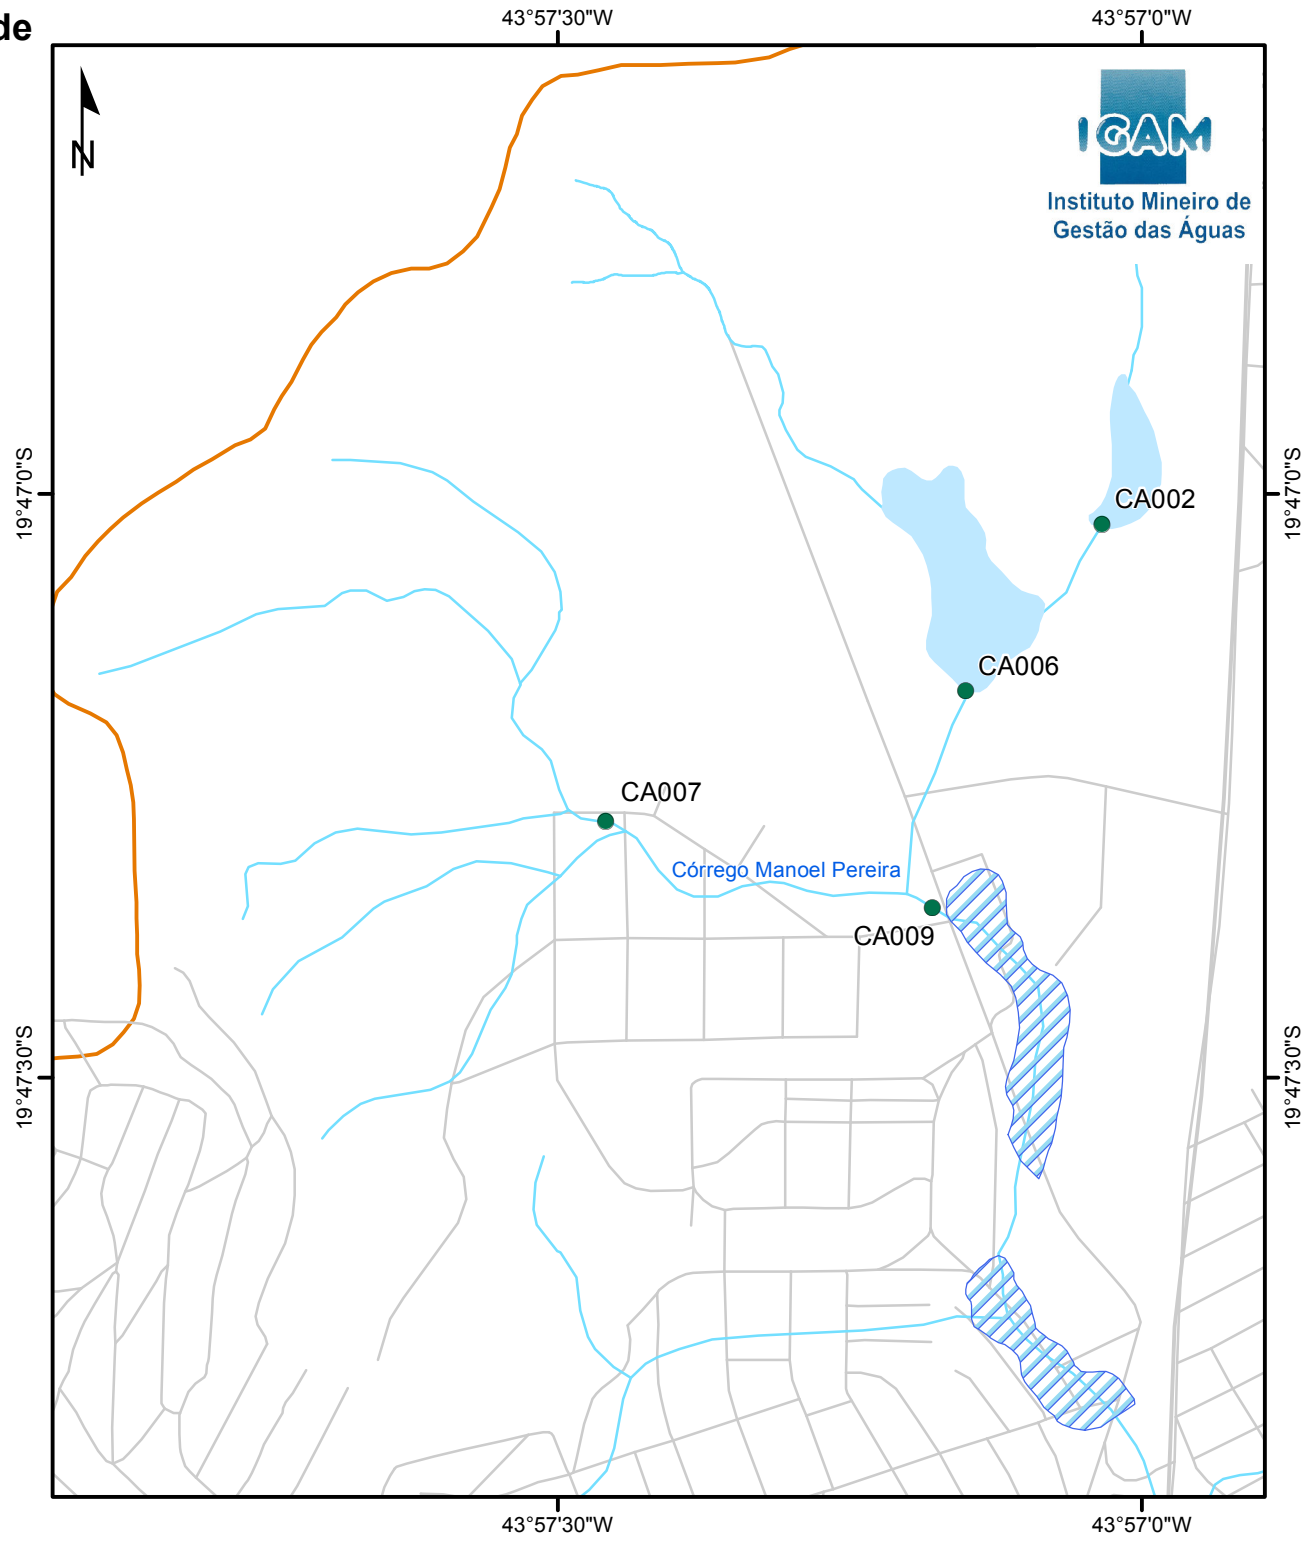 de
43°57'30"W
43°57'0"W
N
IGAM
Instituto Mineiro de
Gestão das Águas
19°47'0"S
19°47'0"S
CA002
CA006
CA007
Córrego Manoel Pereira
CA009
19°47'30"S
19°47'30"S
43°57'30"W
43°57'0"W